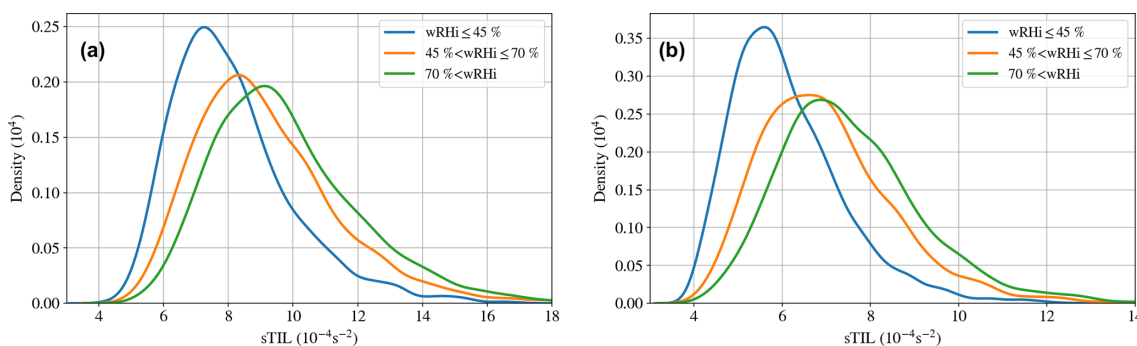 (a)
Density (10⁴)
0.25
0.20
0.15
0.10
0.05
0.00
wRHi ≤ 45 %
45 %<wRHi ≤ 70 %
70 %<wRHi
4 6 8 10 12 14 16 18
sTIL (10⁻⁴s⁻²)
(b)
Density (10⁴)
0.35
0.30
0.25
0.20
0.15
0.10
0.05
0.00
wRHi ≤ 45 %
45 %<wRHi ≤ 70 %
70 %<wRHi
4 6 8 10 12 14
sTIL (10⁻⁴s⁻²)